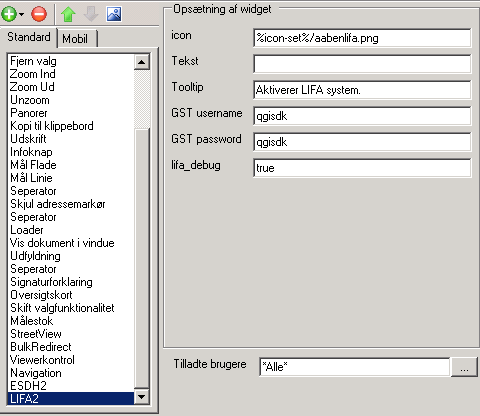 Standard
Mobil
Fjern valg
Zoom Ind
Zoom Ud
Unzoom
Panorer
Kopi til klippebord
Udskrift
Infoknap
Mål Flade
Mål Linie
Seperator
Skjul adressemarkør
Seperator
Loader
Vis dokument i vindue
Udfyldning
Seperator
Signaturforklaring
Oversigtskort
Skift valgfunktionalitet
Målestok
StreetView
BulkRedirect
Viewerkontrol
Navigation
ESDH2
LIFA2
Opsætning af widget
icon %icon-set%/aabenlifa.png
Tekst
Tooltip Aktiverer LIFA system.
GST username qgisdk
GST password qgisdk
lifa_debug true
Tilladte brugere *Alle* ...